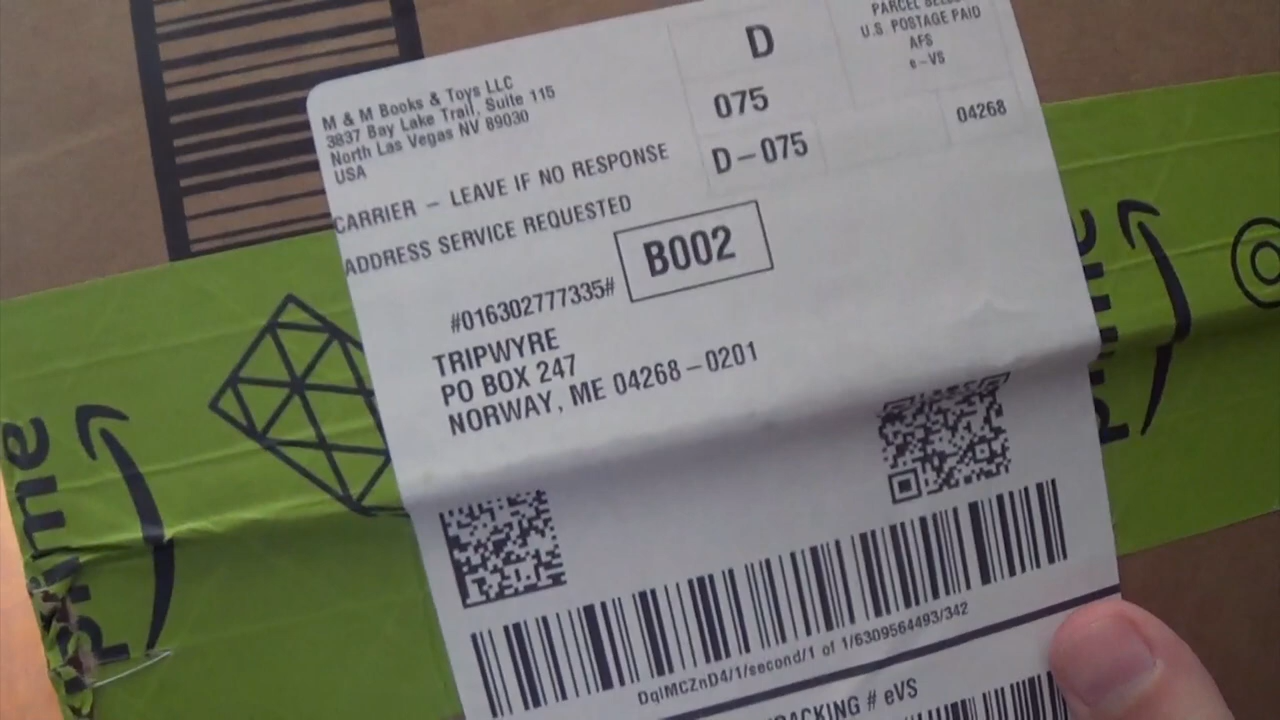 M & M Books & Toys LLC
3837 Bay Lake Trail, Suite 115
North Las Vegas NV 89030
USA
D
075
D-075
U.S. POSTAGE PAID
AFS
e-VS
04268
CARRIER - LEAVE IF NO RESPONSE
ADDRESS SERVICE REQUESTED
B002
#016302777335#
TRIPWYRE
PO BOX 247
NORWAY, ME 04268-0201
DqIMCZnD4/1/second/1 of 1/6309564493/342
# eVS
prime
prime